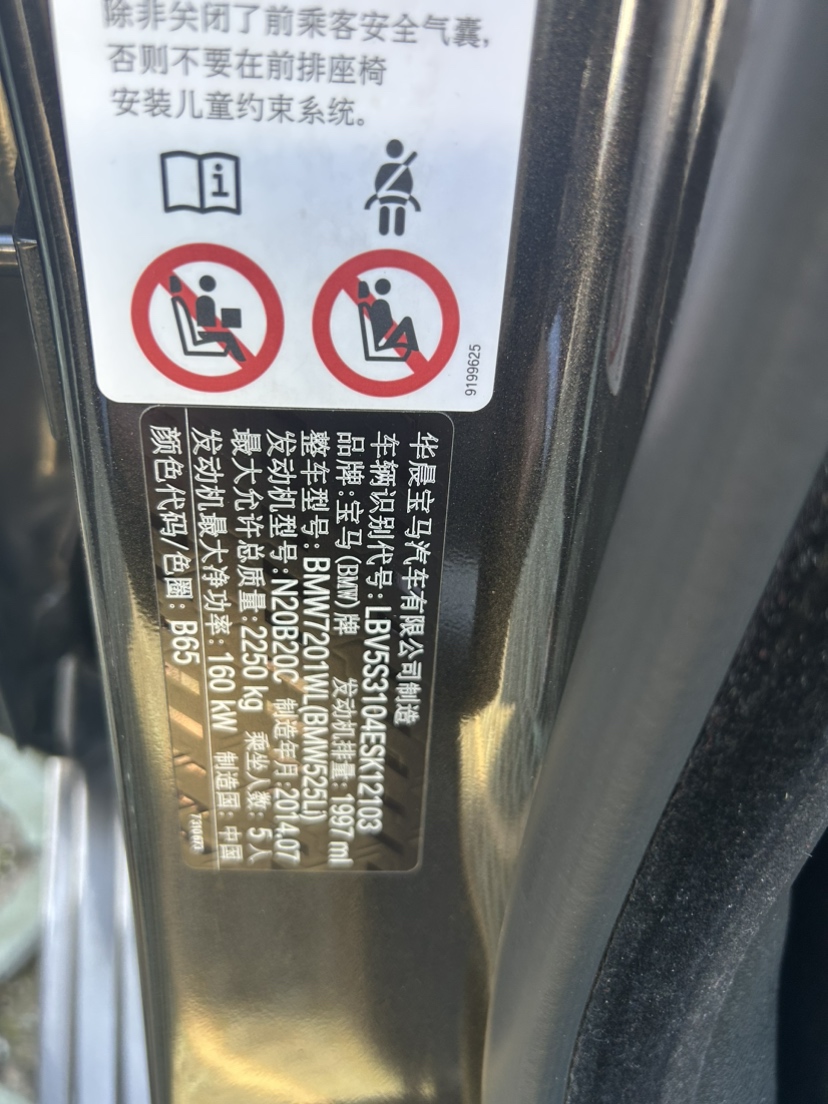 除非关闭了前乘客安全气囊,
否则不要在前排座椅
安装儿童约束系统。
9199625
华晨宝马汽车有限公司制造
车辆识别代号: LBV5S3104ESK12103
品牌:宝马(BMW)牌 发动机排量: 1997 ml
整车型号: BMW7201WL(BMW525Li)
发动机型号: N20B20C 制造年月: 2014.07
最大允许总质量: 2250 kg 乘坐人数: 5人
发动机最大净功率: 160 kW 制造国: 中国
颜色代码/色圈: B65